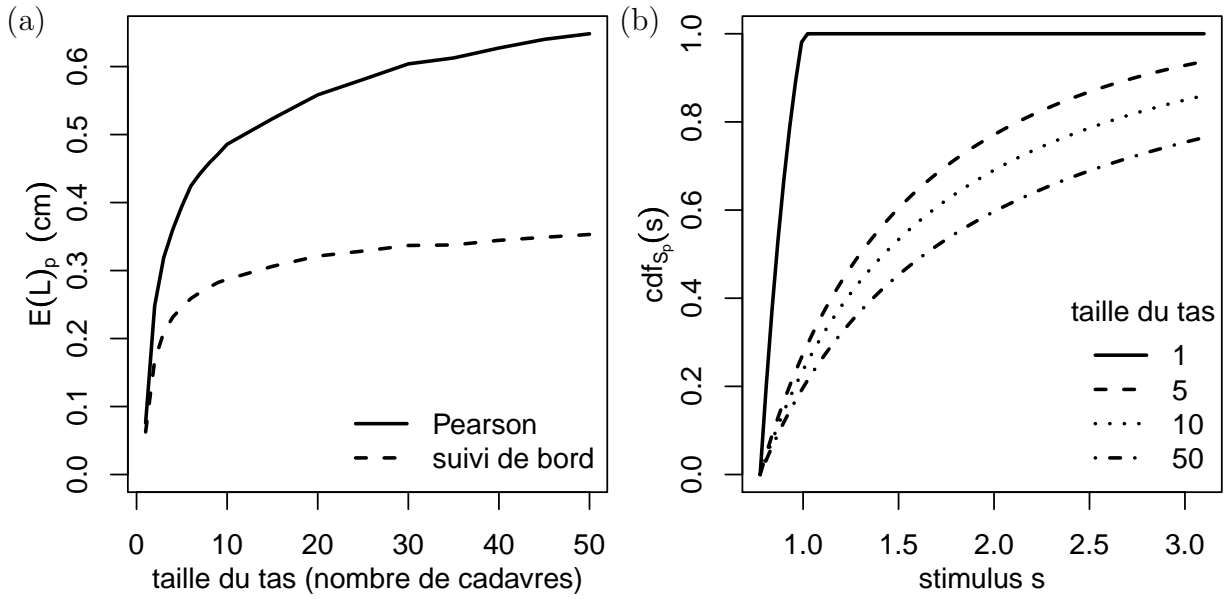 (a)
E(L)p (cm)
0.0 0.1 0.2 0.3 0.4 0.5 0.6
Pearson
suivi de bord
0 10 20 30 40 50
taille du tas (nombre de cadavres)
(b)
cdfSp(s)
0.0 0.2 0.4 0.6 0.8 1.0
taille du tas
1
5
10
50
1.0 1.5 2.0 2.5 3.0
stimulus s